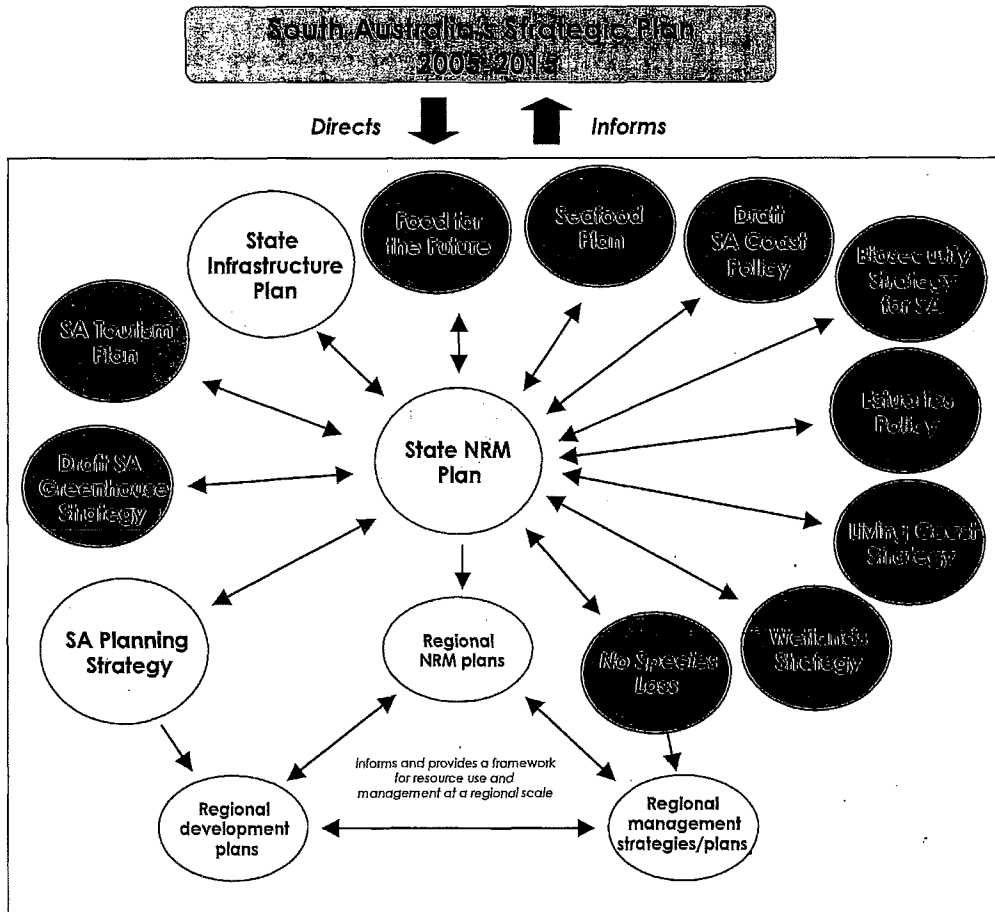 South Australia's Strategic Plan
2005-2015
Directs
Informs
State
Infrastructure
Plan
Food for
the Future
Seafood
Plan
Draft
SA Coast
Policy
Biosecurity
Strategy
for SA
SA Tourism
Plan
Estuaries
Policy
State NRM
Plan
Draft SA
Greenhouse
Strategy
Living Coast
Strategy
SA Planning
Strategy
Regional
NRM plans
No Species
Loss
Wetlands
Strategy
Informs and provides a framework
for resource use and
management at a regional scale
Regional
development
plans
Regional
management
strategies/plans